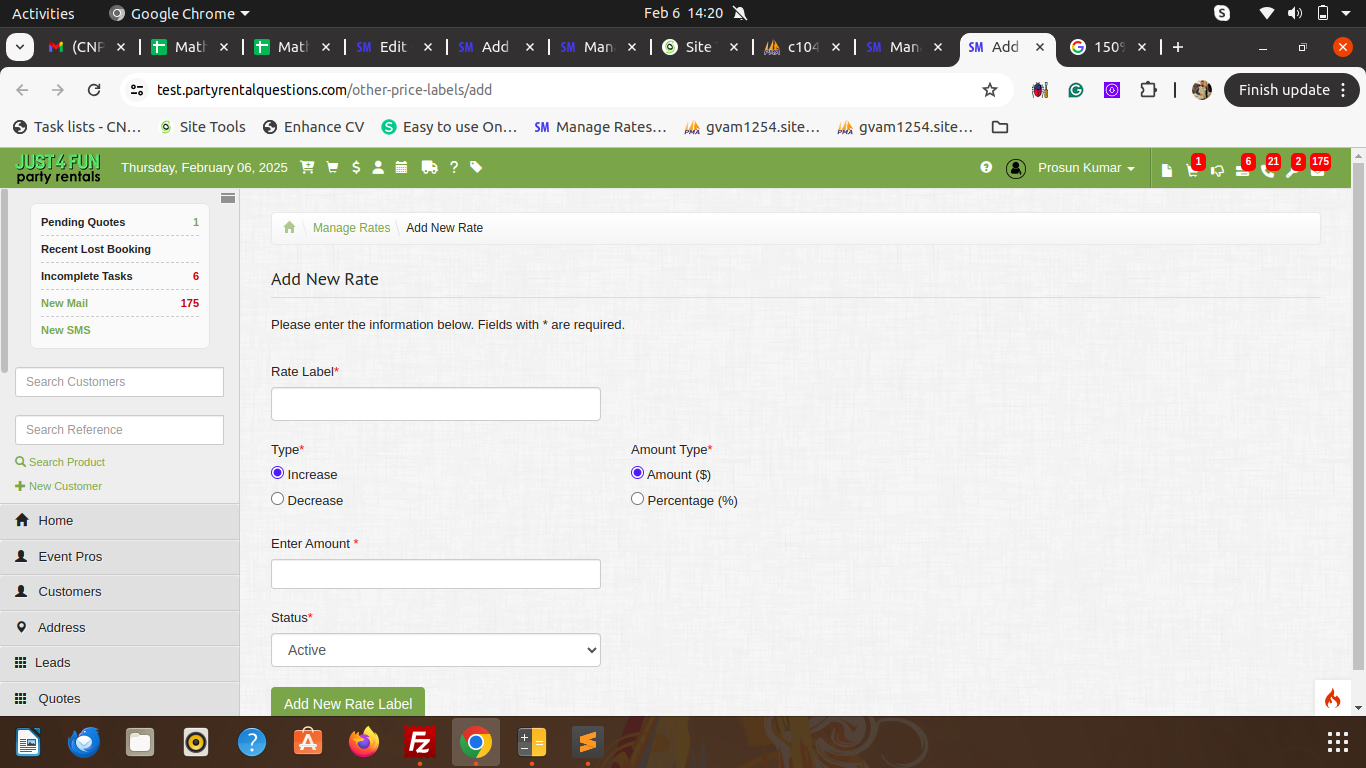 Activities Google Chrome Feb 6 14:20
(CNP Math Math Edit Add Man Site T c104 Man Add 150%
test.partyrentalquestions.com/other-price-labels/add Finish update
Task lists - CN... Site Tools Enhance CV Easy to use On... Manage Rates... gvam1254.site... gvam1254.site...
JUST 4 FUN
party rentals
Thursday, February 06, 2025 Prosun Kumar 1 6 21 2 175
Pending Quotes 1
Recent Lost Booking
Incomplete Tasks 6
New Mail 175
New SMS
Search Customers
Search Reference
Search Product
New Customer
Home
Event Pros
Customers
Address
Leads
Quotes
Manage Rates Add New Rate
Add New Rate
Please enter the information below. Fields with * are required.
Rate Label*
Type* Amount Type*
Increase Amount ($)
Decrease Percentage (%)
Enter Amount *
Status*
Active
Add New Rate Label